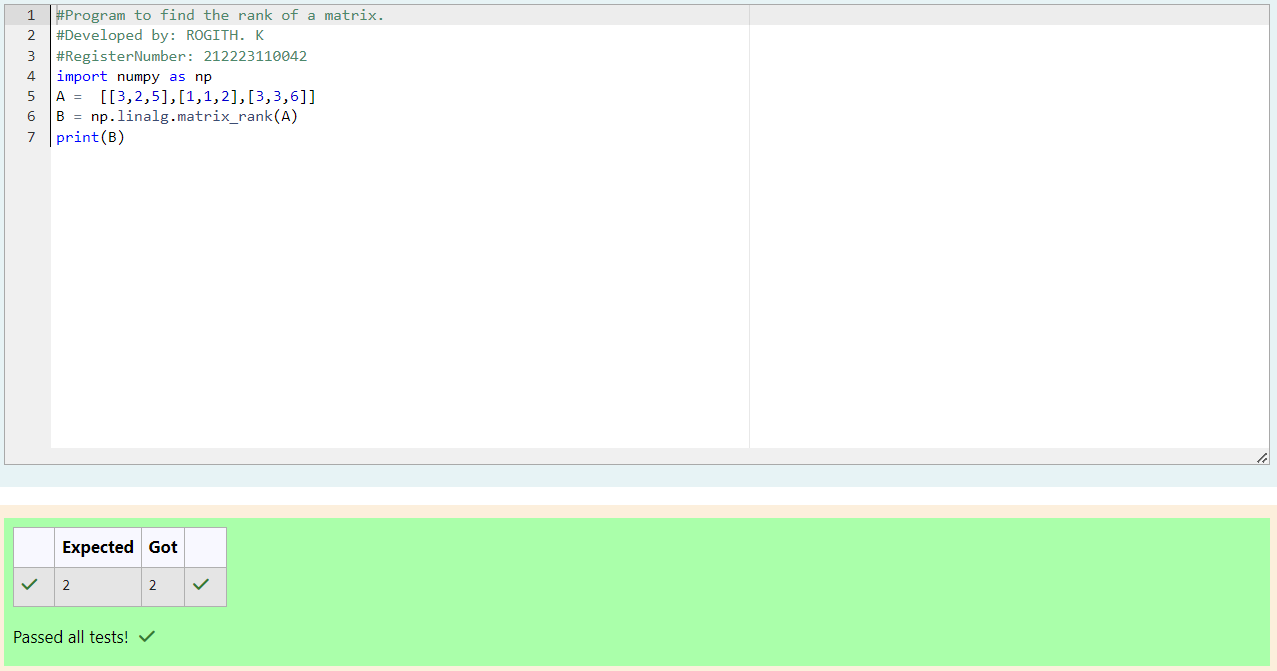 1 #Program to find the rank of a matrix.
2 #Developed by: ROGITH. K
3 #RegisterNumber: 212223110042
4 import numpy as np
5 A =  [[3,2,5],[1,1,2],[3,3,6]]
6 B = np.linalg.matrix_rank(A)
7 print(B)
Expected Got
2 2
Passed all tests!